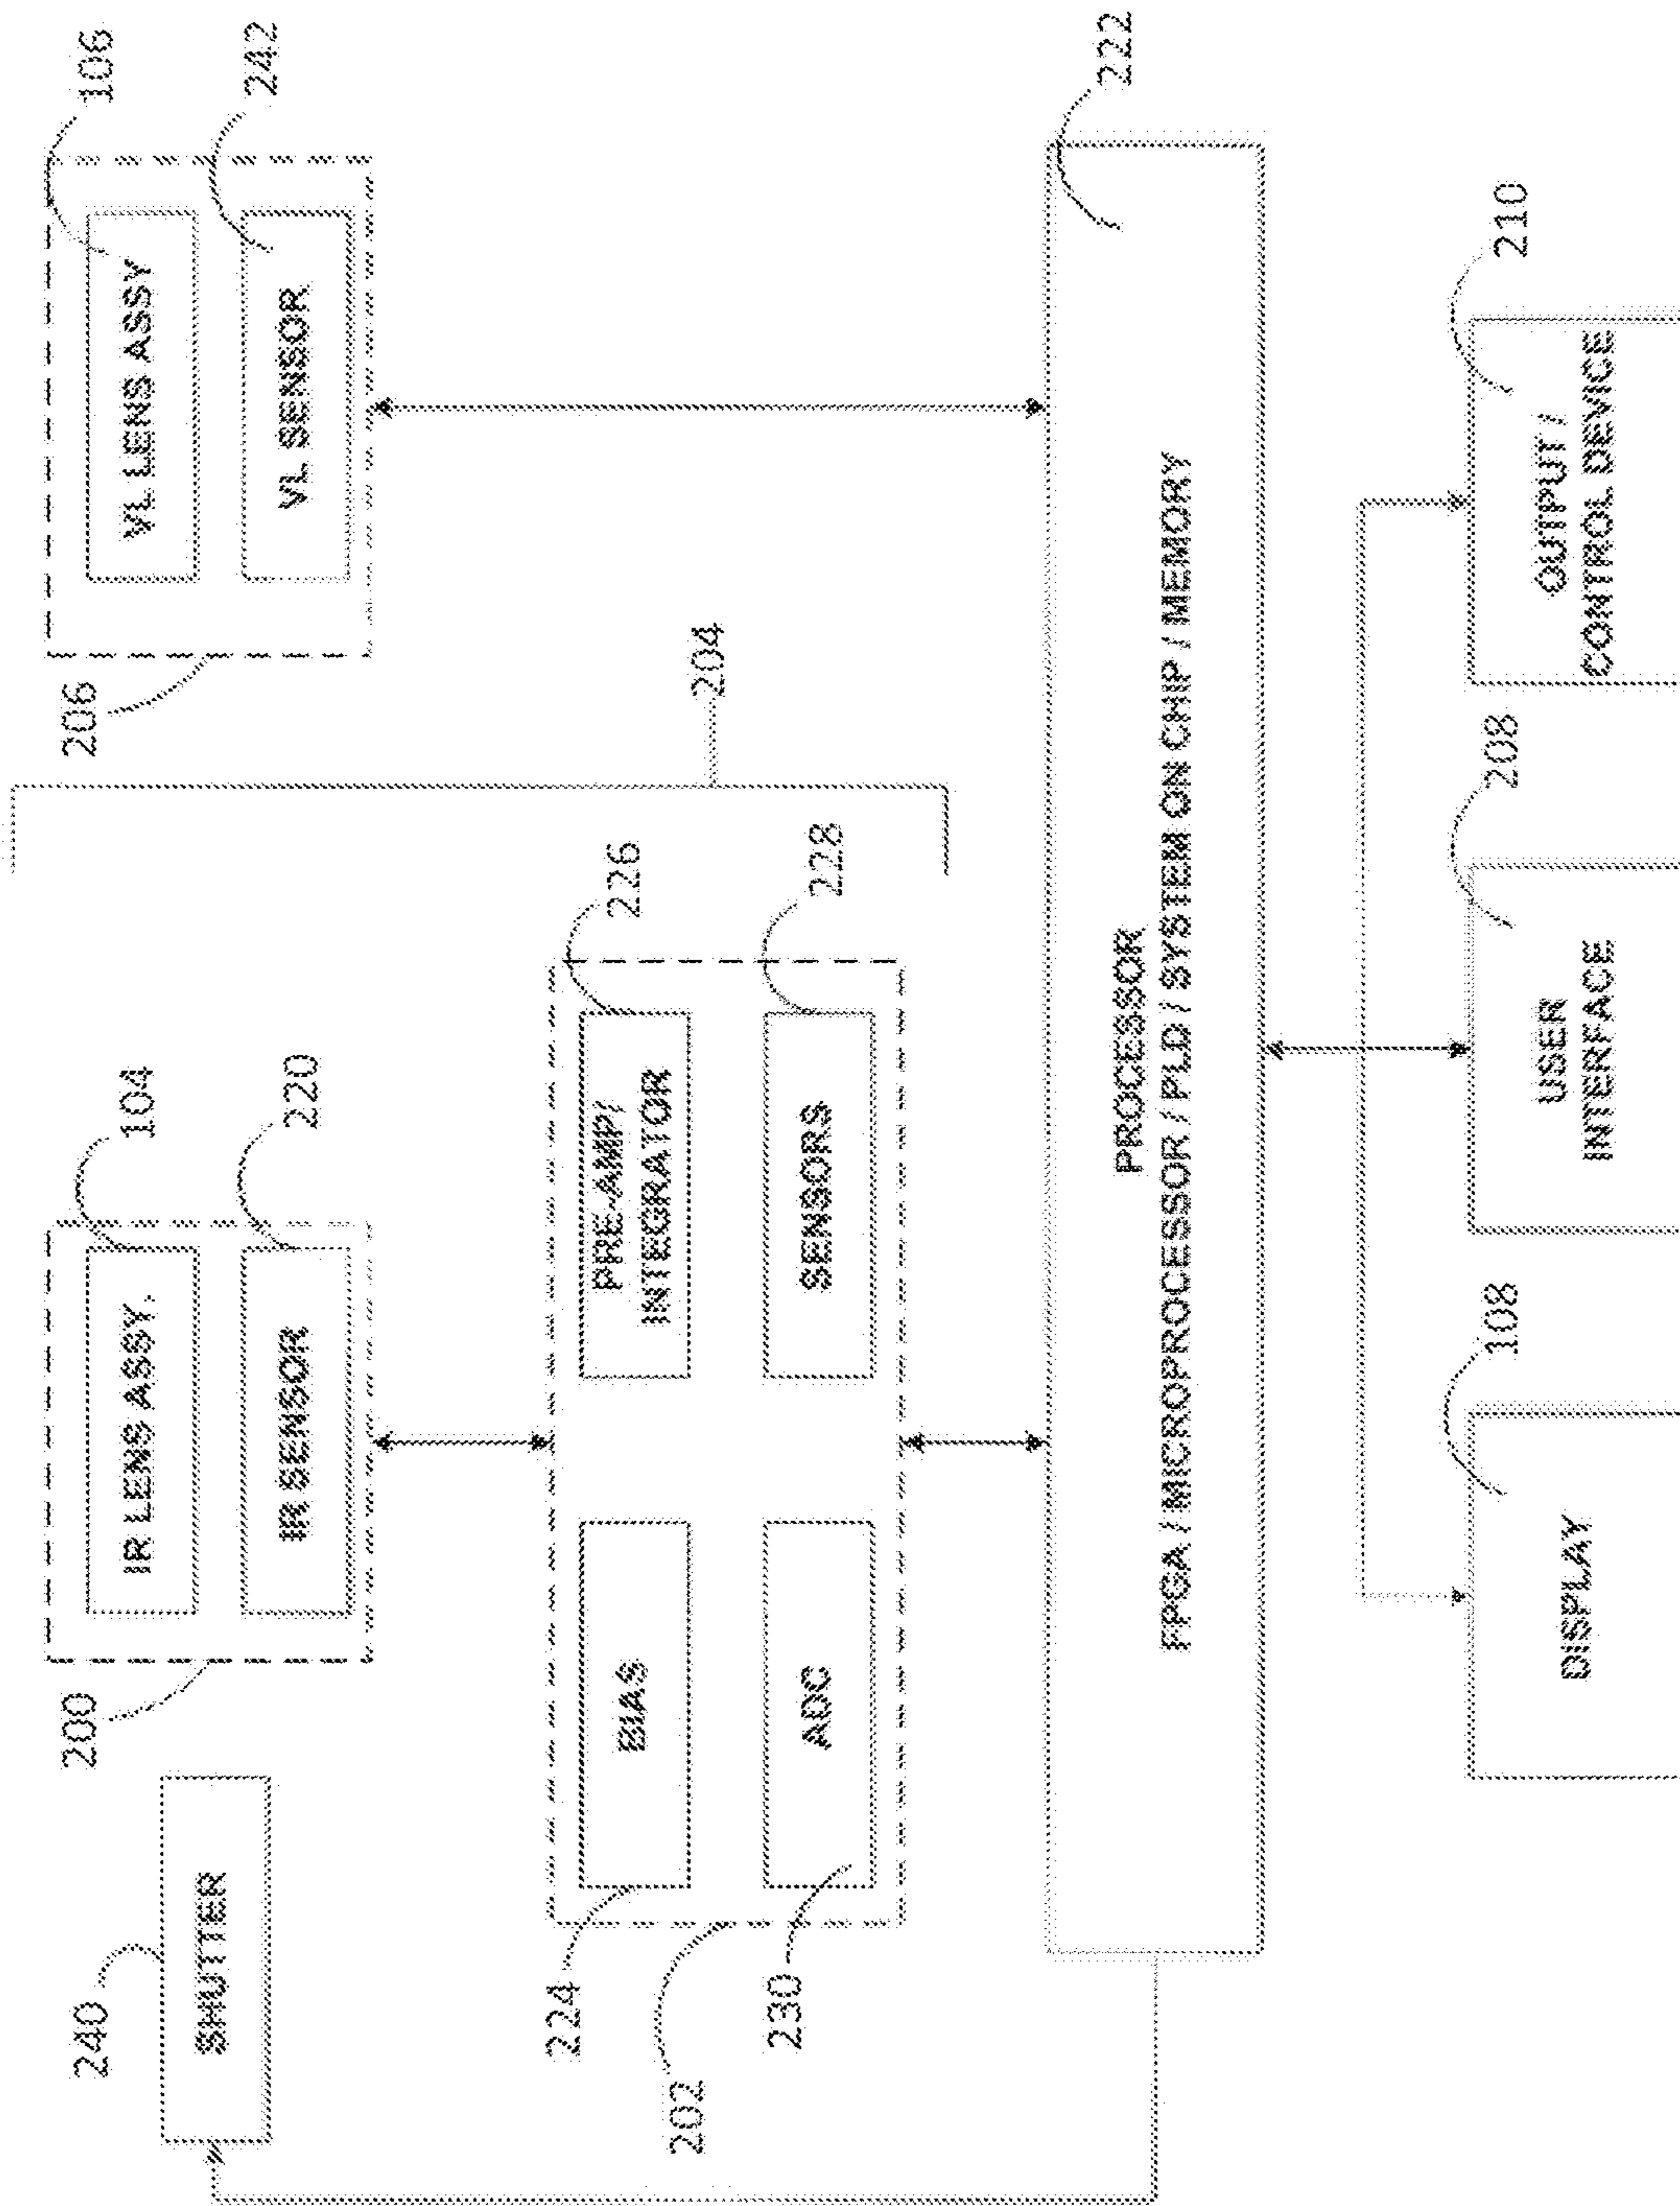 240
SHUTTER
200
IR LENS ASSY.
104
IR SENSOR
220
206
VL LENS ASSY
106
VL SENSOR
242
204
224
BIAS
PRE-AMP/
INTEGRATOR
226
202
230
ADC
SENSORS
228
PROCESSOR
FPGA / MICROPROCESSOR / PLD / SYSTEM ON CHIP / MEMORY
222
DISPLAY
108
USER
INTERFACE
208
OUTPUT /
CONTROL DEVICE
210